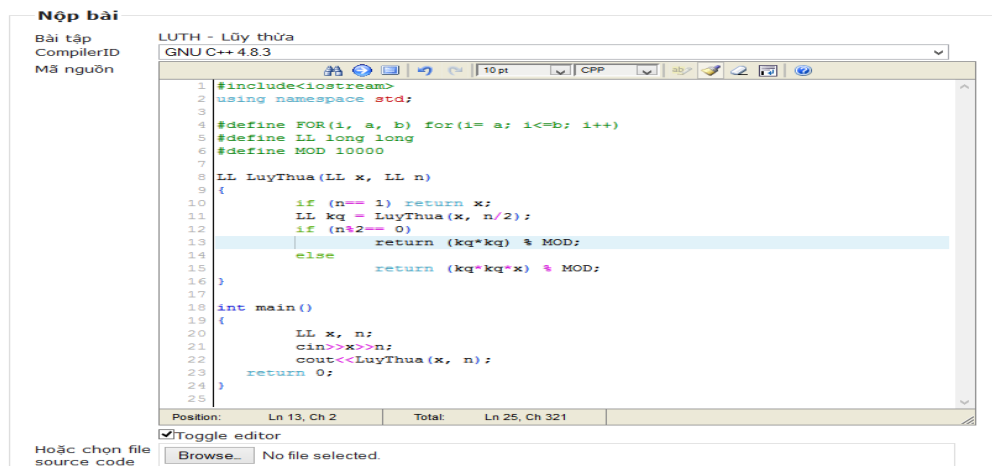 Nộp bài
Bài tập LUTH - Lũy thừa
CompilerID GNU C++ 4.8.3
Mã nguồn 10 pt CPP
1 #include<iostream>
2 using namespace std;
3
4 #define FOR(i, a, b) for(i= a; i<=b; i++)
5 #define LL long long
6 #define MOD 10000
7
8 LL LuyThua(LL x, LL n)
9 {
10 if (n== 1) return x;
11 LL kq = LuyThua(x, n/2);
12 if (n%2== 0)
13 return (kq*kq) % MOD;
14 else
15 return (kq*kq*x) % MOD;
16 }
17
18 int main()
19 {
20 LL x, n;
21 cin>>x>>n;
22 cout<<LuyThua(x, n);
23 return 0;
24 }
25
Position: Ln 13, Ch 2 Total: Ln 25, Ch 321
Toggle editor
Hoặc chọn file
source code
Browse... No file selected.